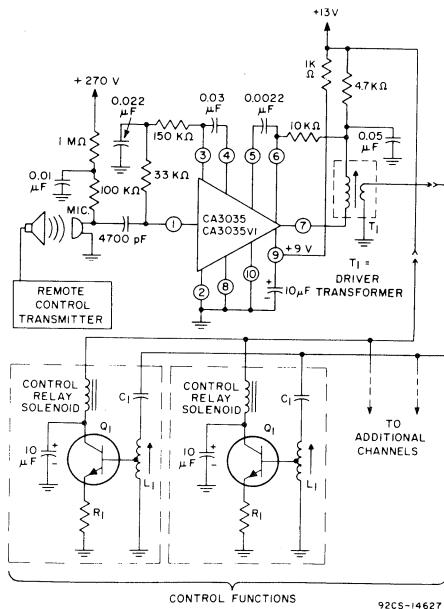 +13V
+270 V
1K
Ω
4.7KΩ
0.022
μF
0.03
μF
0.0022
μF
150 KΩ
10KΩ
0.05
μF
1 MΩ
0.01
μF
33 KΩ
100 KΩ
MIC.
4700 pF
3
4
5
6
1
CA3035
CA3035V1
7
2
8
10
9
+9 V
+
10μF
−
T1
T1 =
DRIVER
TRANSFORMER
REMOTE
CONTROL
TRANSMITTER
CONTROL
RELAY
SOLENOID
C1
Q1
10
μF
+
−
L1
R1
CONTROL
RELAY
SOLENOID
C1
Q1
10
μF
+
−
L1
R1
TO
ADDITIONAL
CHANNELS
CONTROL FUNCTIONS
92CS-14627